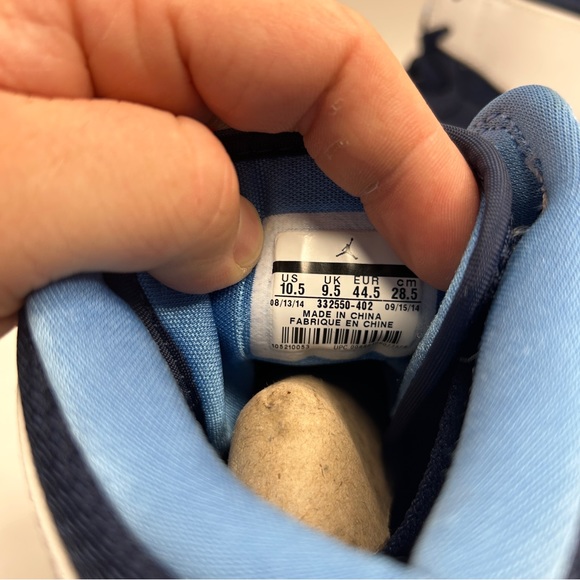 US UK EUR cm
10.5 9.5 44.5 28.5
08/13/14 332550-402 09/15/14
MADE IN CHINA
FABRIQUE EN CHINE
UPC